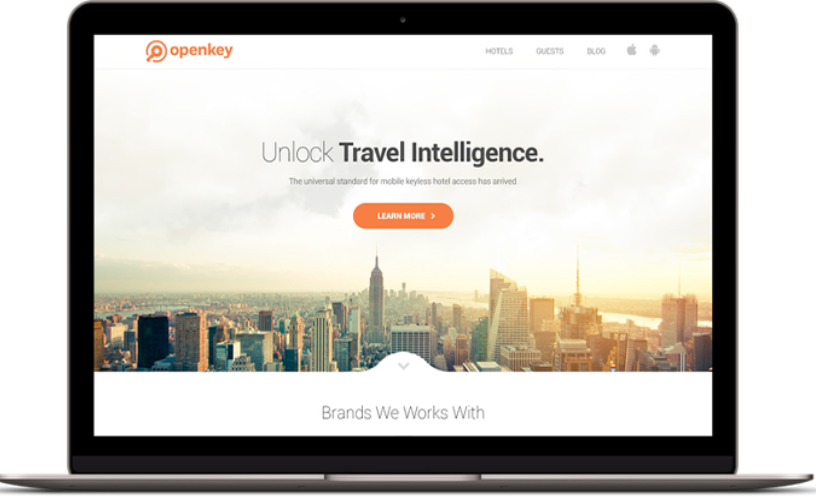 openkey
HOTELS GUESTS BLOG
Unlock Travel Intelligence.
The universal standard for mobile keyless hotel access has arrived.
LEARN MORE
Brands We Works With